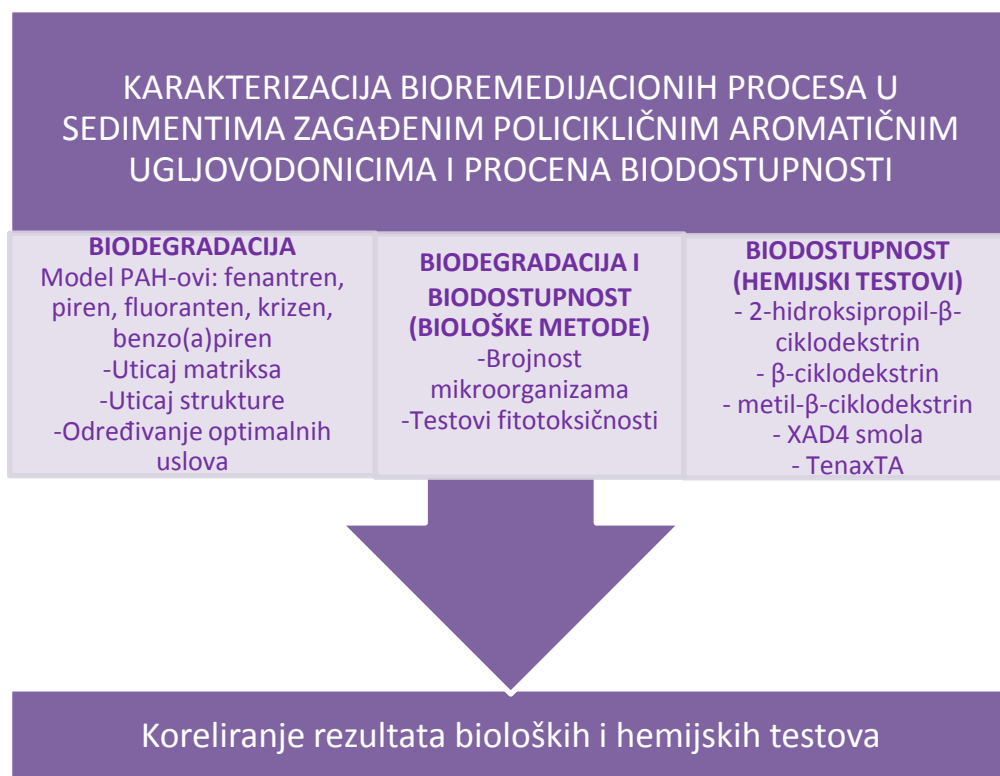 KARAKTERIZACIJA BIOREMEDIJACIONIH PROCESA U
SEDIMENTIMA ZAGAĐENIM POLICIKLIČNIM AROMATIČNIM
UGLJOVODONICIMA I PROCENA BIODOSTUPNOSTI
BIODEGRADACIJA
Model PAH-ovi: fenantren,
piren, fluoranten, krizen,
benzo(a)piren
-Uticaj matriksa
-Uticaj strukture
-Određivanje optimalnih
uslova
BIODEGRADACIJA I
BIODOSTUPNOST
(BIOLOŠKE METODE)
-Brojnost
mikroorganizama
-Testovi fitotoksičnosti
BIODOSTUPNOST
(HEMIJSKI TESTOVI)
- 2-hidroksipropil-β-
ciklodekstrin
- β-ciklodekstrin
- metil-β-ciklodekstrin
- XAD4 smola
- TenaxTA
Koreliranje rezultata bioloških i hemijskih testova